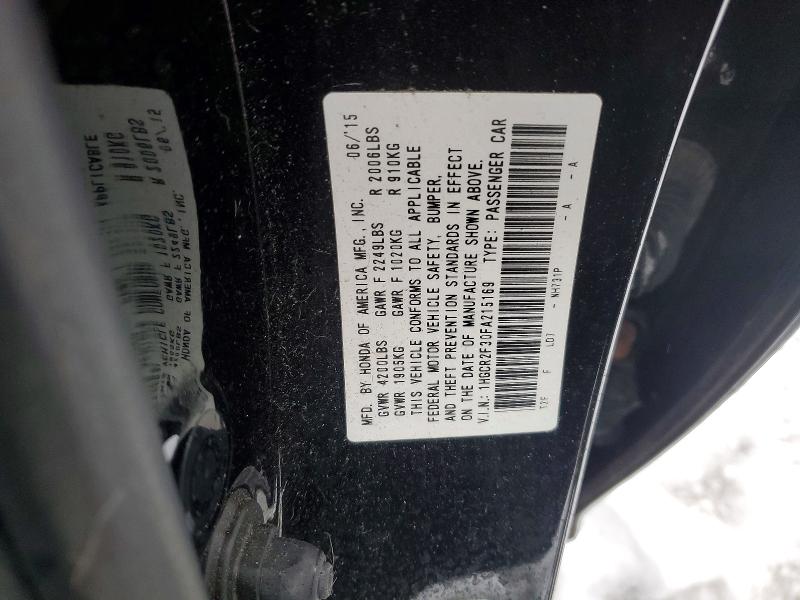 MFD. BY HONDA OF AMERICA MFG., INC. 06/'15
GVWR 4200LBS GAWR F 2249LBS R 2006LBS
GVWR 1905KG GAWR F 1020KG R 910KG
THIS VEHICLE CONFORMS TO ALL APPLICABLE
FEDERAL MOTOR VEHICLE SAFETY, BUMPER,
AND THEFT PREVENTION STANDARDS IN EFFECT
ON THE DATE OF MANUFACTURE SHOWN ABOVE.
V.I.N.: 1HGCR2F30FA215169 TYPE: PASSENGER CAR
T2F F LD7 - NH731P - A - A